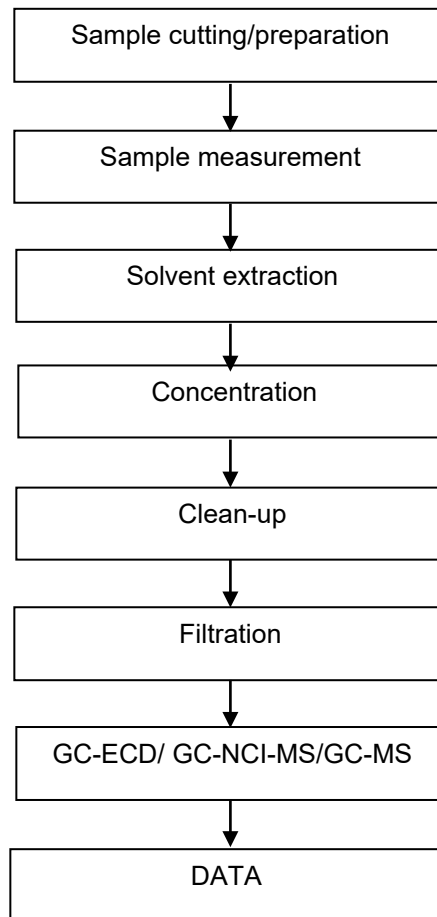 Sample cutting/preparation
Sample measurement
Solvent extraction
Concentration
Clean-up
Filtration
GC-ECD/ GC-NCI-MS/GC-MS
DATA